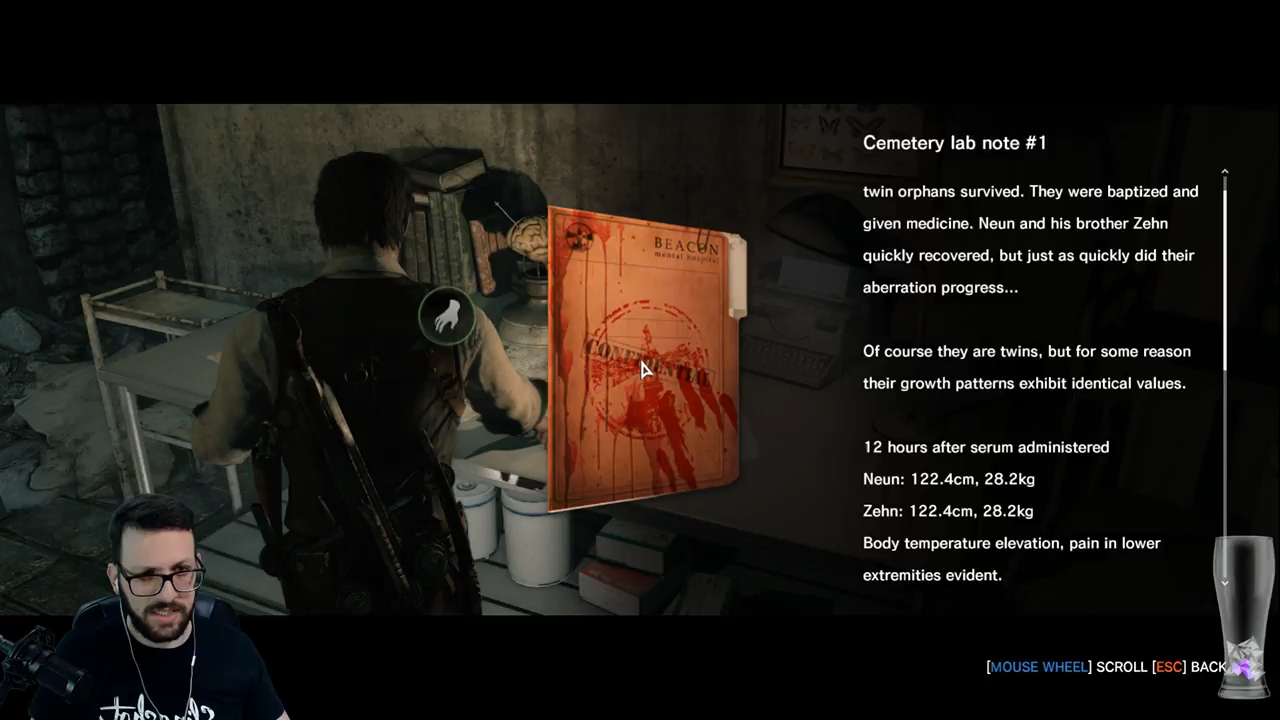 Cemetery lab note #1
twin orphans survived. They were baptized and
given medicine. Neun and his brother Zehn
quickly recovered, but just as quickly did their
aberration progress...
Of course they are twins, but for some reason
their growth patterns exhibit identical values.
12 hours after serum administered
Neun: 122.4cm, 28.2kg
Zehn: 122.4cm, 28.2kg
Body temperature elevation, pain in lower
extremities evident.
BEACON
mental hospital
CONFIDENTIAL
[MOUSE WHEEL] SCROLL [ESC] BACK